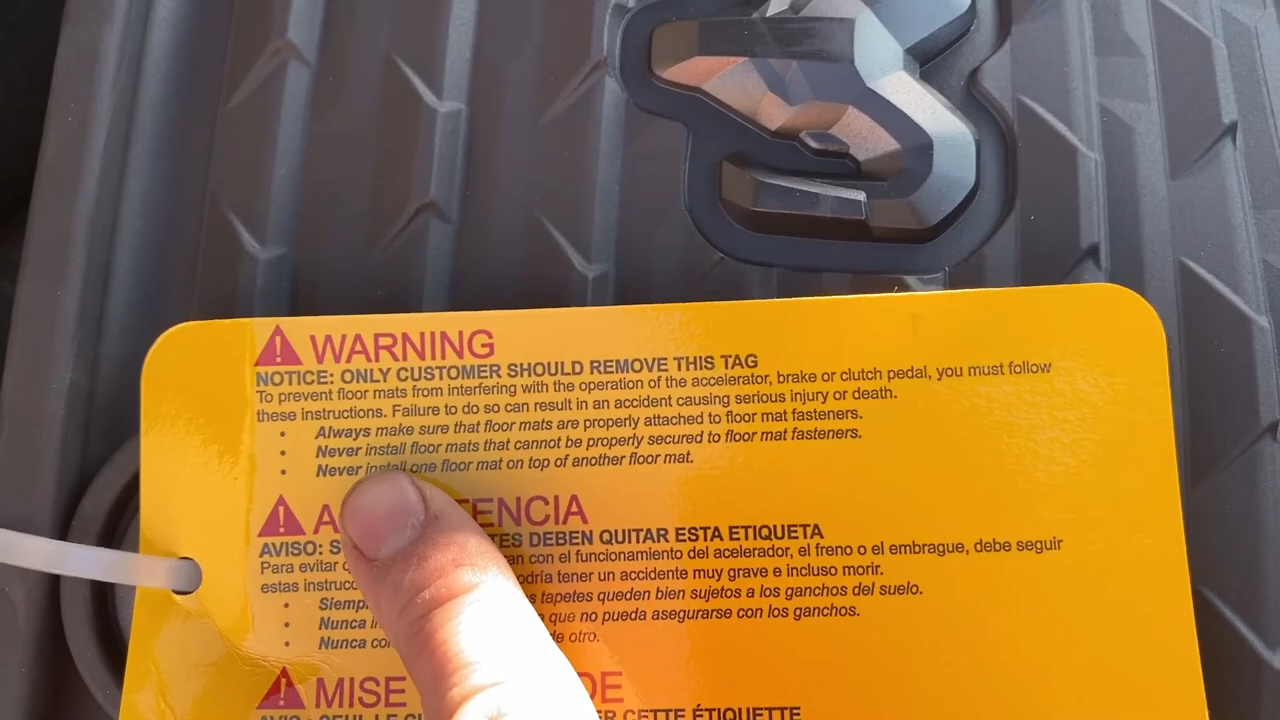 WARNING
NOTICE: ONLY CUSTOMER SHOULD REMOVE THIS TAG
To prevent floor mats from interfering with the operation of the accelerator, brake or clutch pedal, you must follow
these instructions. Failure to do so can result in an accident causing serious injury or death.
• Always make sure that floor mats are properly attached to floor mat fasteners.
• Never install floor mats that cannot be properly secured to floor mat fasteners.
• Never install one floor mat on top of another floor mat.
A TENCIA
AVISO: S TES DEBEN QUITAR ESTA ETIQUETA
Para evitar ran con el funcionamiento del acelerador, el freno o el embrague, debe seguir
estas instruc odría tener un accidente muy grave e incluso morir.
• Siemp s tapetes queden bien sujetos a los ganchos del suelo.
• Nunca que no pueda asegurarse con los ganchos.
• Nunca de otro.
MISE DE
CETTE ÉTIQUETTE